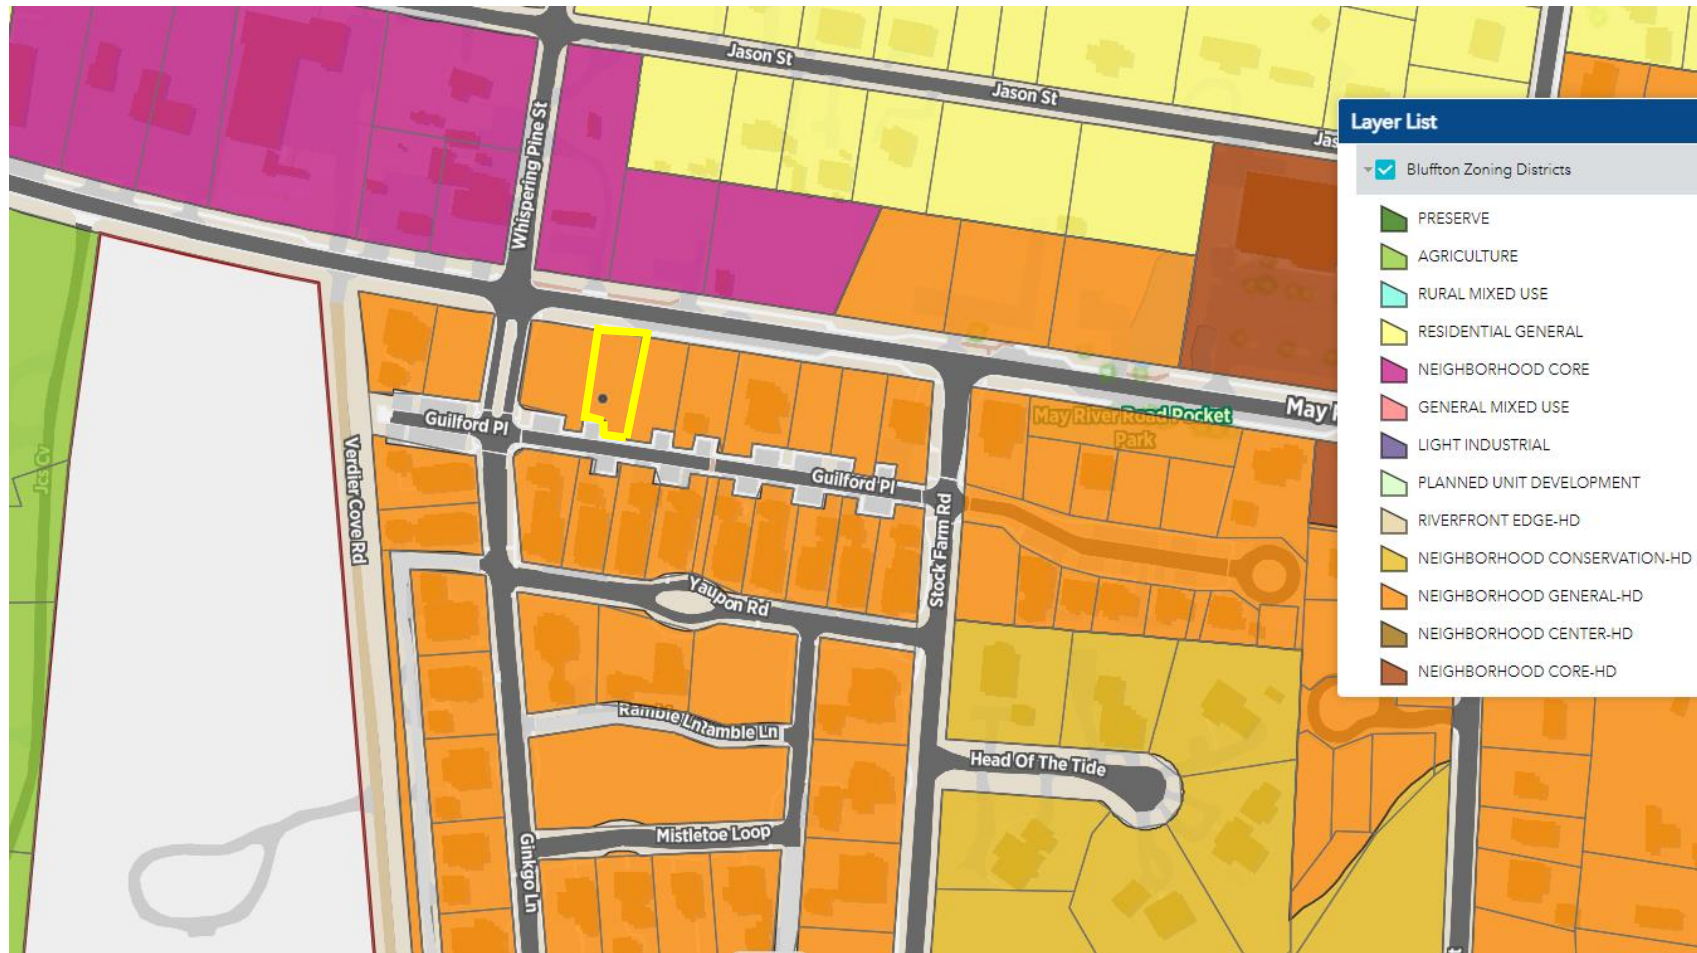 Jason St
Jason St
Jas
Whispering Pine St
Layer List
Bluffton Zoning Districts
PRESERVE
AGRICULTURE
RURAL MIXED USE
RESIDENTIAL GENERAL
NEIGHBORHOOD CORE
GENERAL MIXED USE
LIGHT INDUSTRIAL
PLANNED UNIT DEVELOPMENT
RIVERFRONT EDGE-HD
NEIGHBORHOOD CONSERVATION-HD
NEIGHBORHOOD GENERAL-HD
NEIGHBORHOOD CENTER-HD
NEIGHBORHOOD CORE-HD
May River Road Pocket
Park
May
Guilford Pl
Guilford Pl
Jcs Cv
Verdier Cove Rd
Stock Farm Rd
Yaupon Rd
Ramble Ln
Ramble Ln
Head Of The Tide
Mistletoe Loop
Ginkgo Ln